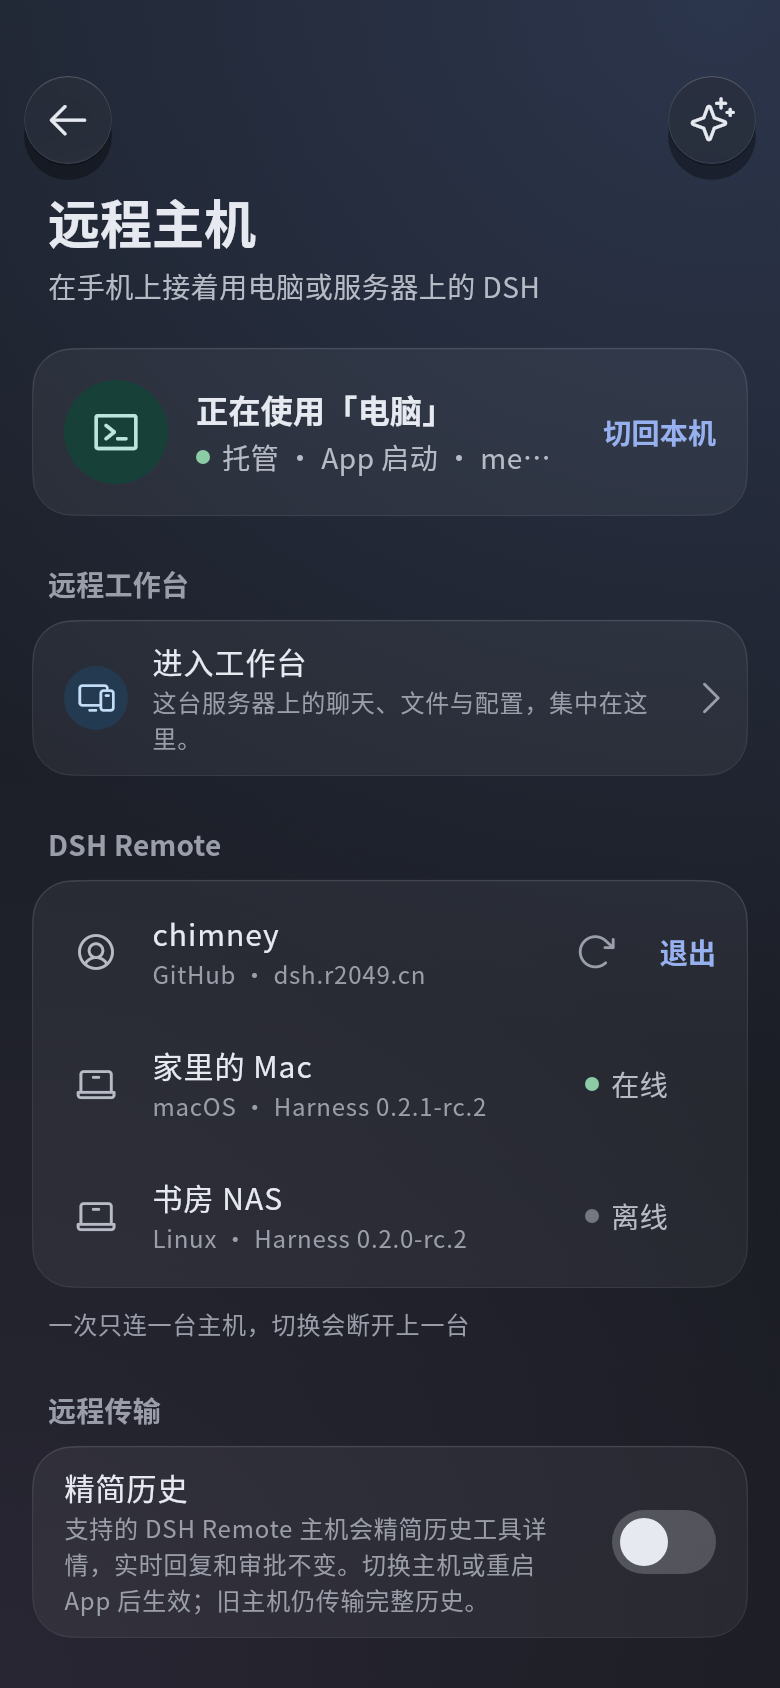 远程主机
在手机上接着用电脑或服务器上的 DSH
正在使用「电脑」
托管 · App 启动 · me…
切回本机
远程工作台
进入工作台
这台服务器上的聊天、文件与配置，集中在这
里。
DSH Remote
chimney
GitHub · dsh.r2049.cn
退出
家里的 Mac
macOS · Harness 0.2.1-rc.2
在线
书房 NAS
Linux · Harness 0.2.0-rc.2
离线
一次只连一台主机，切换会断开上一台
远程传输
精简历史
支持的 DSH Remote 主机会精简历史工具详
情，实时回复和审批不变。切换主机或重启
App 后生效；旧主机仍传输完整历史。